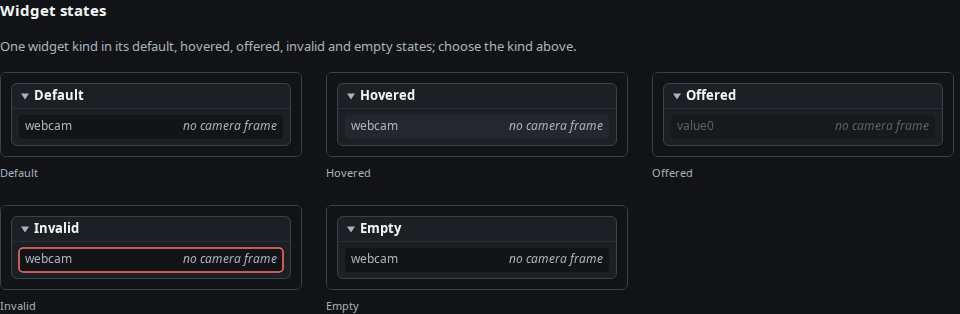 Widget states
One widget kind in its default, hovered, offered, invalid and empty states; choose the kind above.
Default
webcam no camera frame
Default
Hovered
webcam no camera frame
Hovered
Offered
value0 no camera frame
Offered
Invalid
webcam no camera frame
Invalid
Empty
webcam no camera frame
Empty